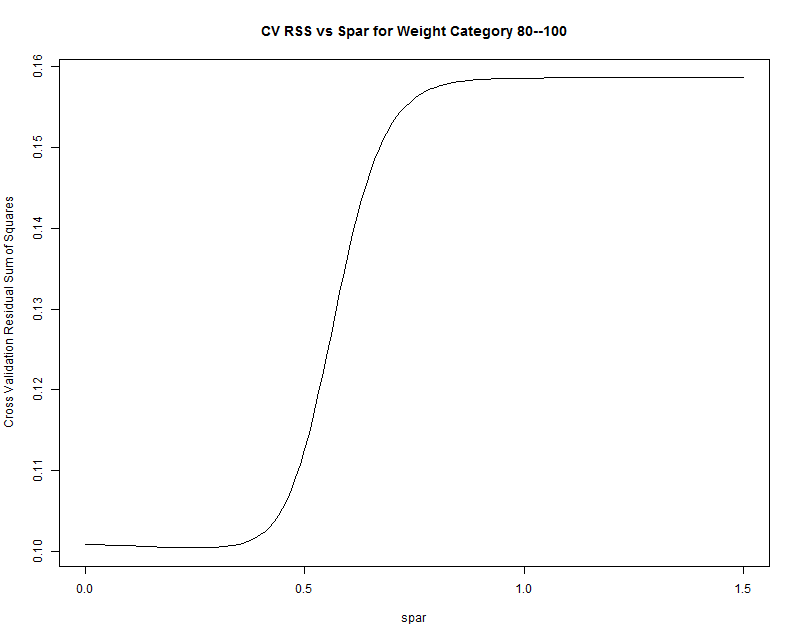 CV RSS vs Spar for Weight Category 80--100
Cross Validation Residual Sum of Squares
0.16
0.15
0.14
0.13
0.12
0.11
0.10
0.0 0.5 1.0 1.5
spar